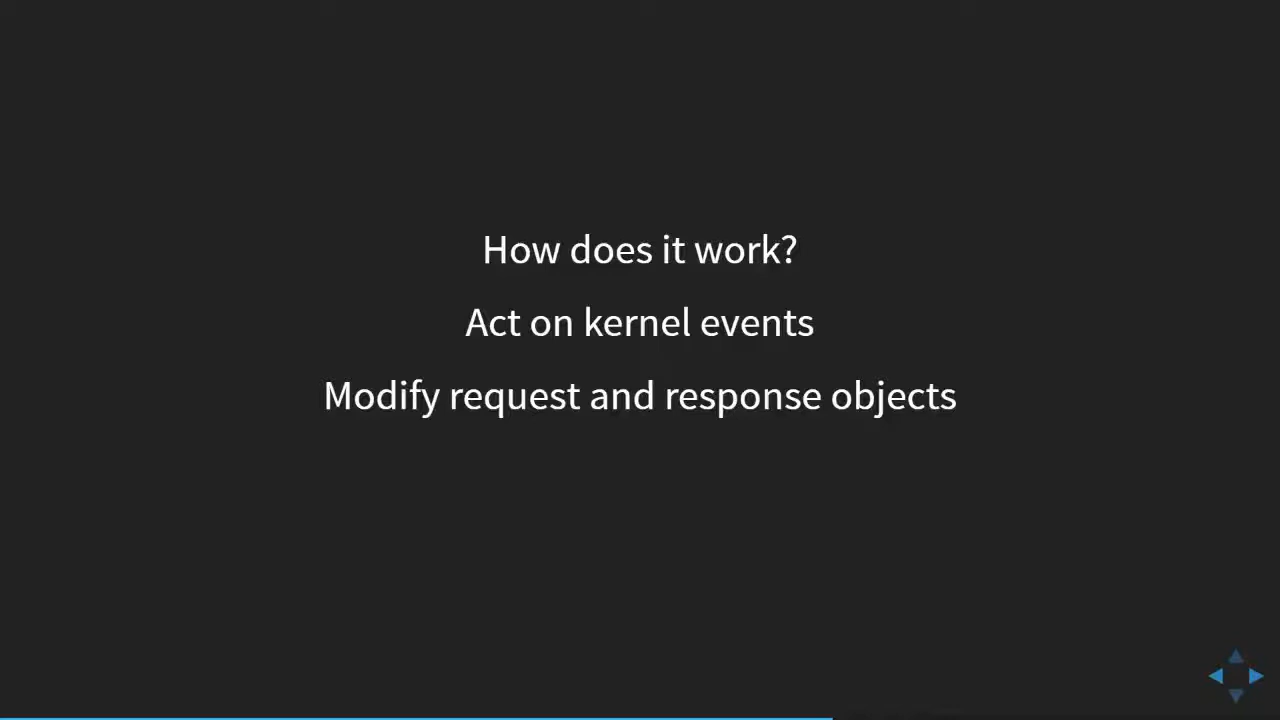 How does it work?
Act on kernel events
Modify request and response objects